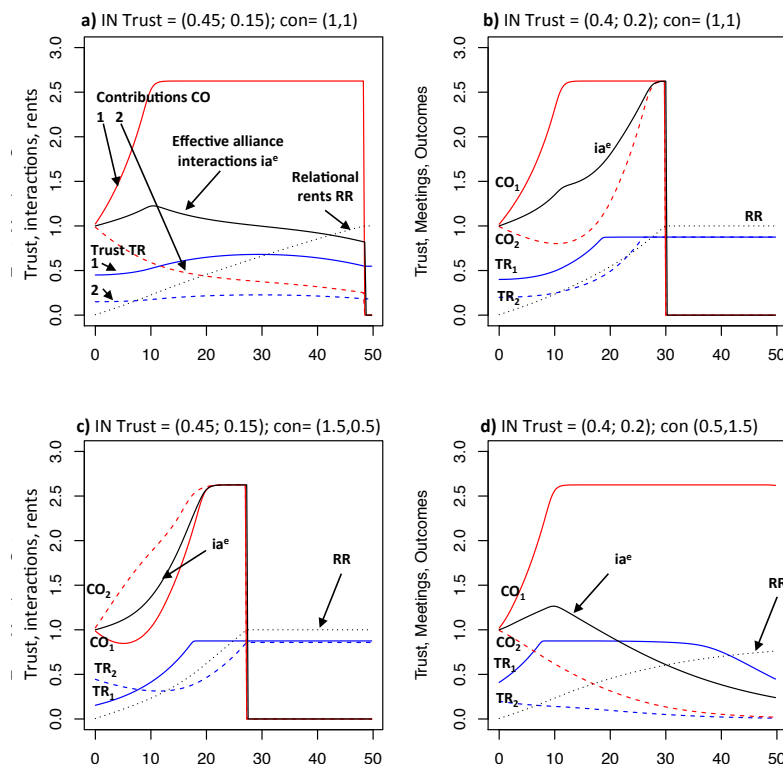 a) IN Trust = (0.45; 0.15); con= (1,1)
Trust, interactions, rents
3.0
2.5
2.0
1.5
1.0
0.5
0.0
Contributions CO
1 2
Effective alliance
interactions iaᵉ
Relational
rents RR
Trust TR
1
2
0 10 20 30 40 50
b) IN Trust = (0.4; 0.2); con= (1,1)
Trust, Meetings, Outcomes
3.0
2.5
2.0
1.5
1.0
0.5
0.0
iaᵉ
CO₁
RR
CO₂
TR₁
TR₂
0 10 20 30 40 50
c) IN Trust = (0.45; 0.15); con= (1.5,0.5)
Trust, interactions, rents
3.0
2.5
2.0
1.5
1.0
0.5
0.0
iaᵉ
RR
CO₂
CO₁
TR₂
TR₁
0 10 20 30 40 50
d) IN Trust = (0.4; 0.2); con (0.5,1.5)
Trust, Meetings, Outcomes
3.0
2.5
2.0
1.5
1.0
0.5
0.0
iaᵉ
CO₁
RR
CO₂
TR₁
TR₂
0 10 20 30 40 50